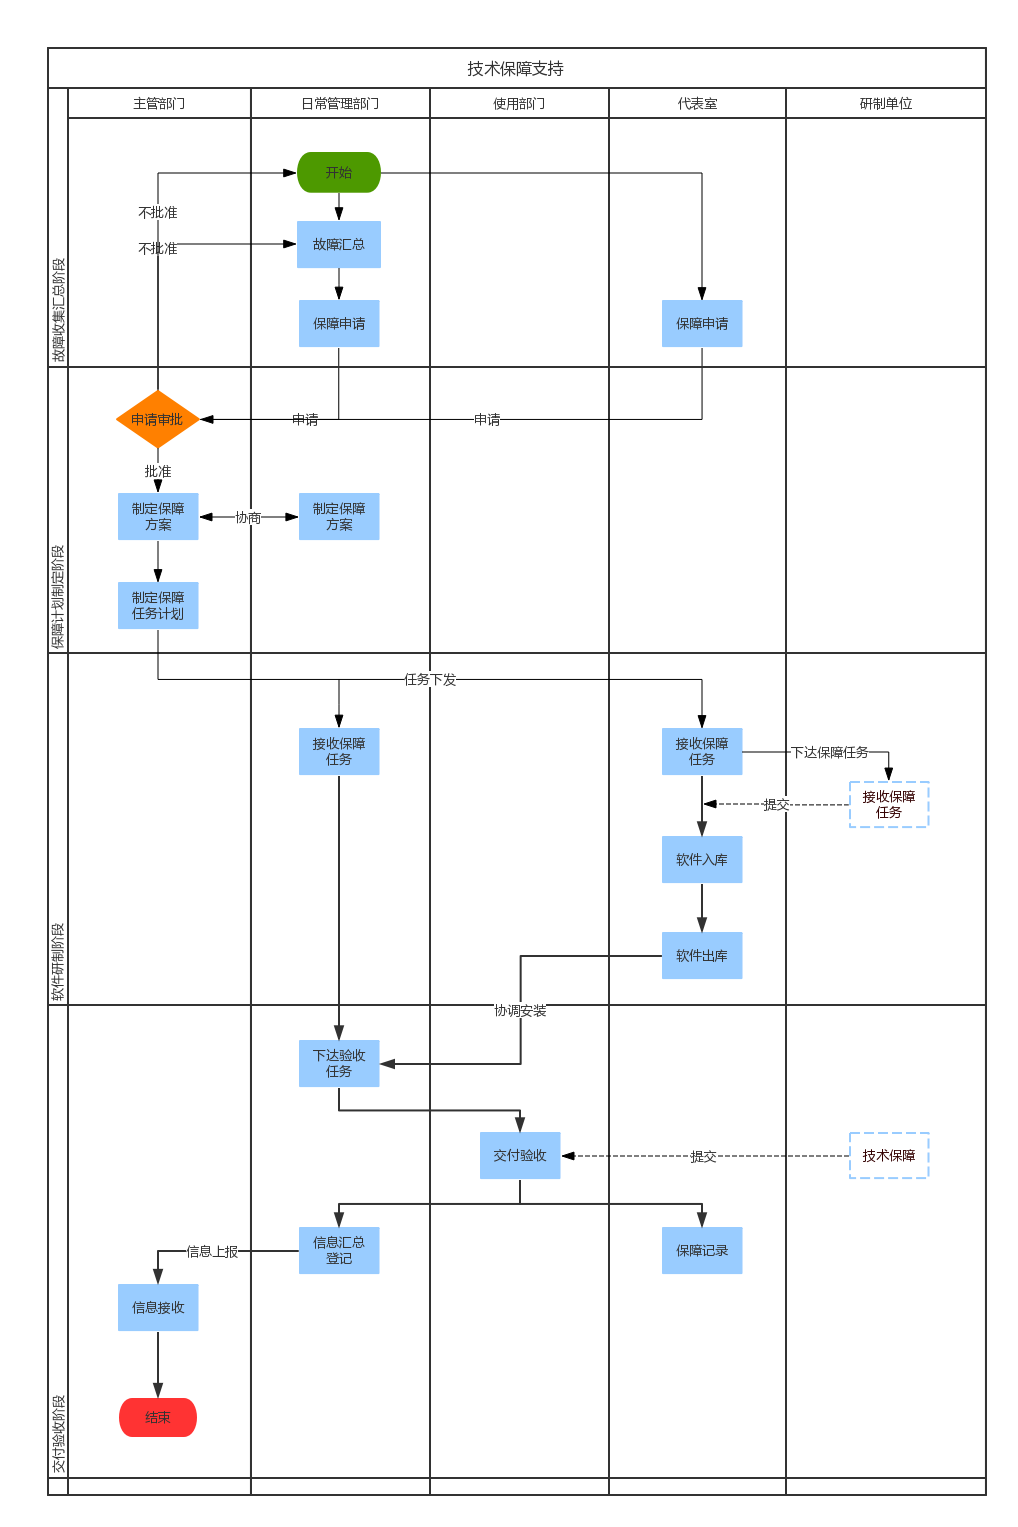 技术保障支持
主管部门
日常管理部门
使用部门
代表室
研制单位
故障收集汇总阶段
开始
不批准
不批准
故障汇总
保障申请
保障申请
保障计划制定阶段
申请审批
申请
申请
批准
制定保障
方案
协商
制定保障
方案
制定保障
任务计划
软件研制阶段
任务下发
接收保障
任务
接收保障
任务
下达保障任务
接收保障
任务
提交
软件入库
软件出库
协调安装
交付验收阶段
下达验收
任务
交付验收
提交
技术保障
信息汇总
登记
保障记录
信息上报
信息接收
结束